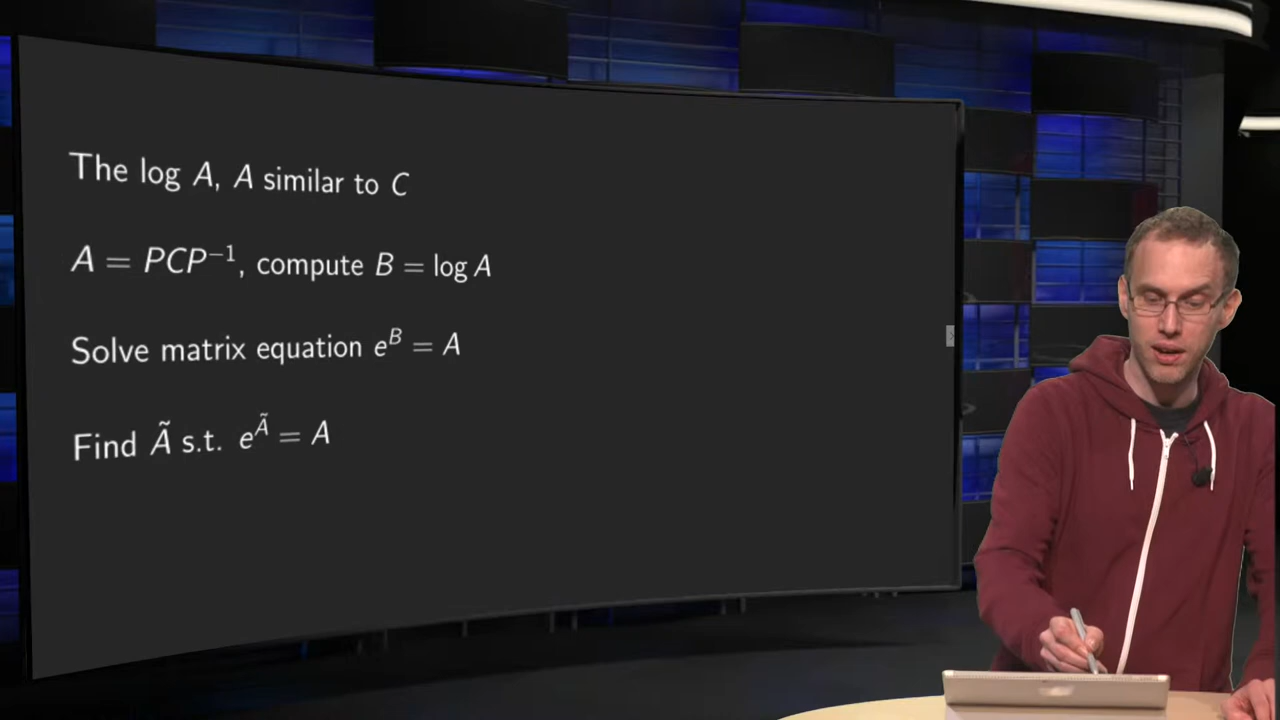 The log A, A similar to C
A = PCP⁻¹, compute B = log A
Solve matrix equation e^B = A
Find Ã s.t. e^Ã = A